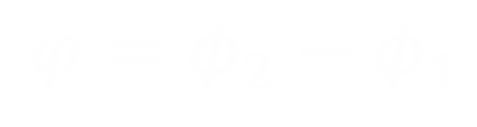 φ = ϕ₂ − ϕ₁